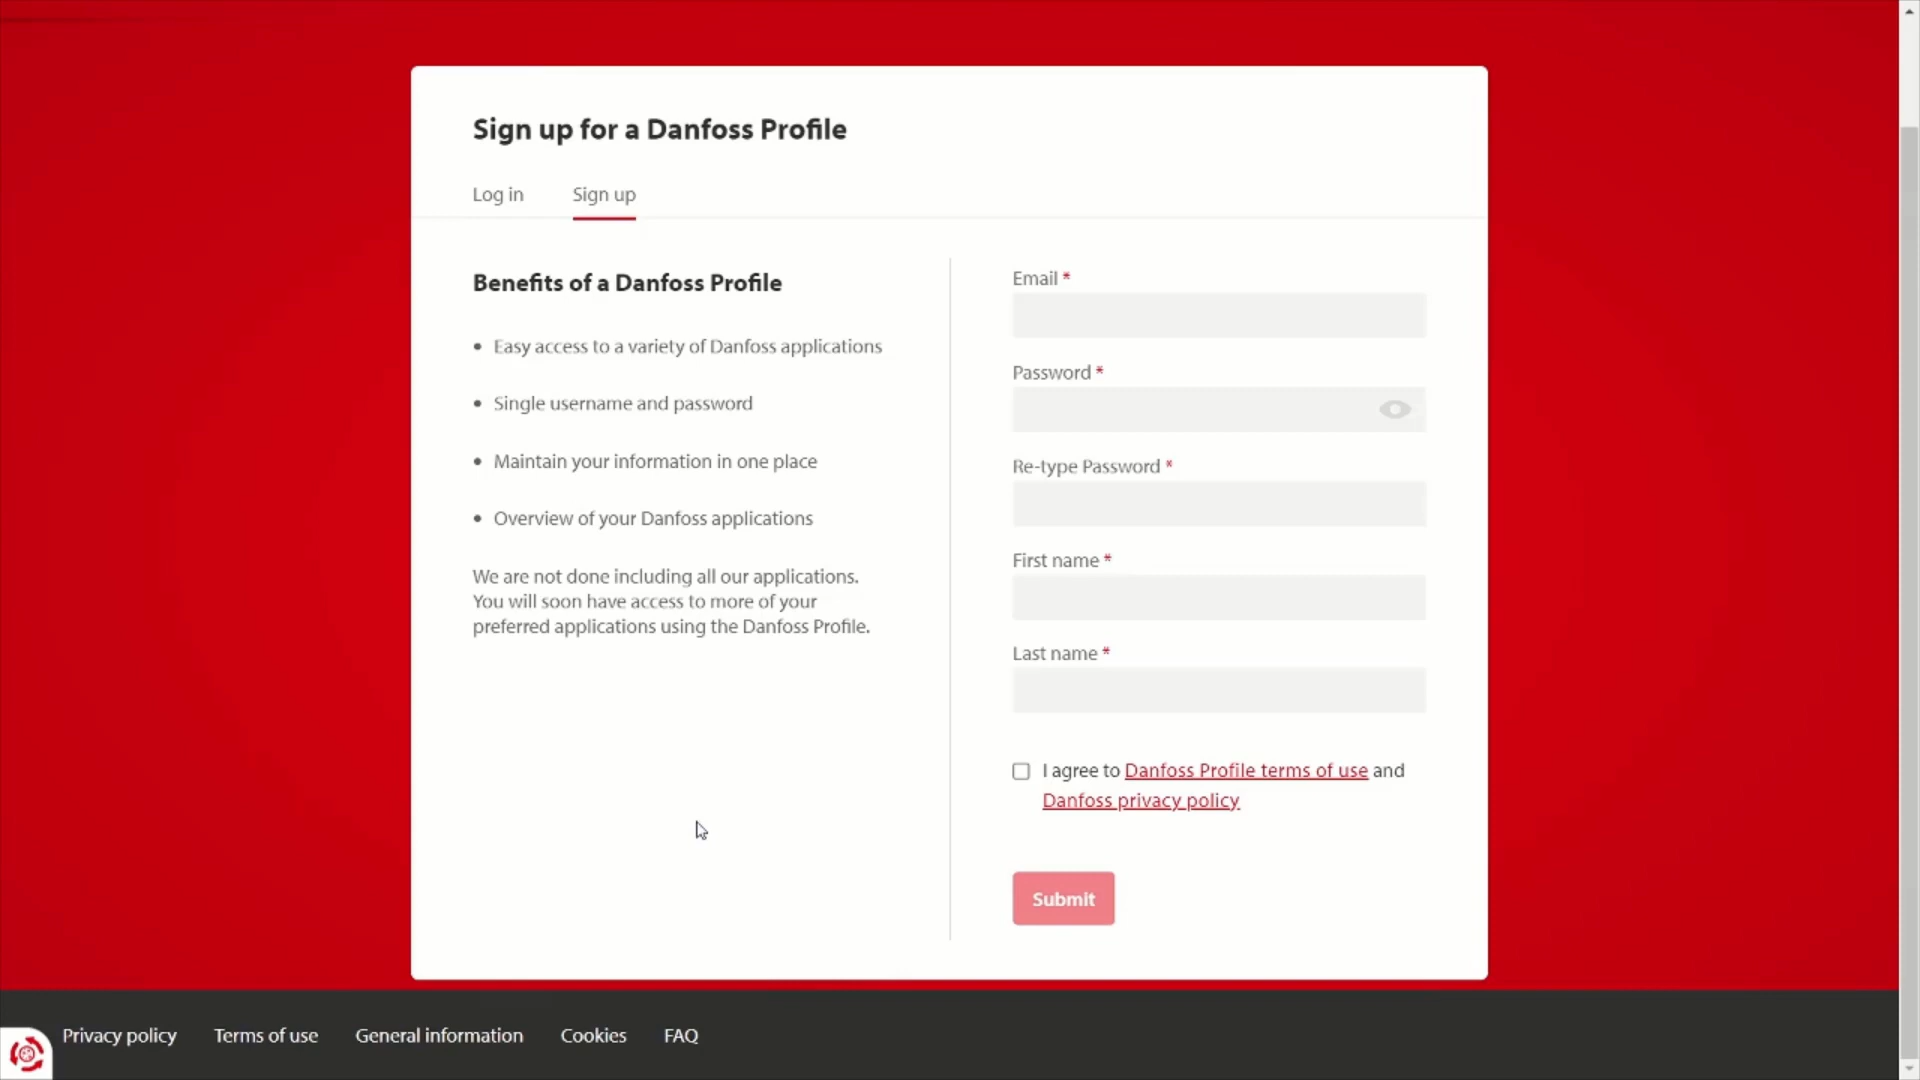 Sign up for a Danfoss Profile
Log in
Sign up
Benefits of a Danfoss Profile
Easy access to a variety of Danfoss applications
Single username and password
Maintain your information in one place
Overview of your Danfoss applications
We are not done including all our applications.
You will soon have access to more of your
preferred applications using the Danfoss Profile.
Email *
Password *
Re-type Password *
First name *
Last name *
I agree to Danfoss Profile terms of use and
Danfoss privacy policy
Submit
Privacy policy
Terms of use
General information
Cookies
FAQ